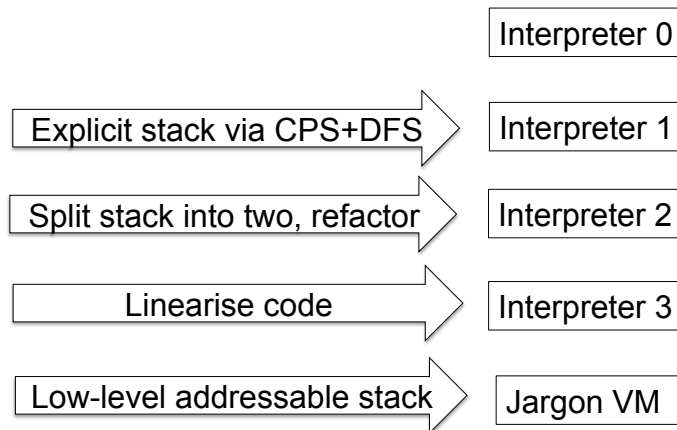 Interpreter 0
Explicit stack via CPS+DFS
Interpreter 1
Split stack into two, refactor
Interpreter 2
Linearise code
Interpreter 3
Low-level addressable stack
Jargon VM